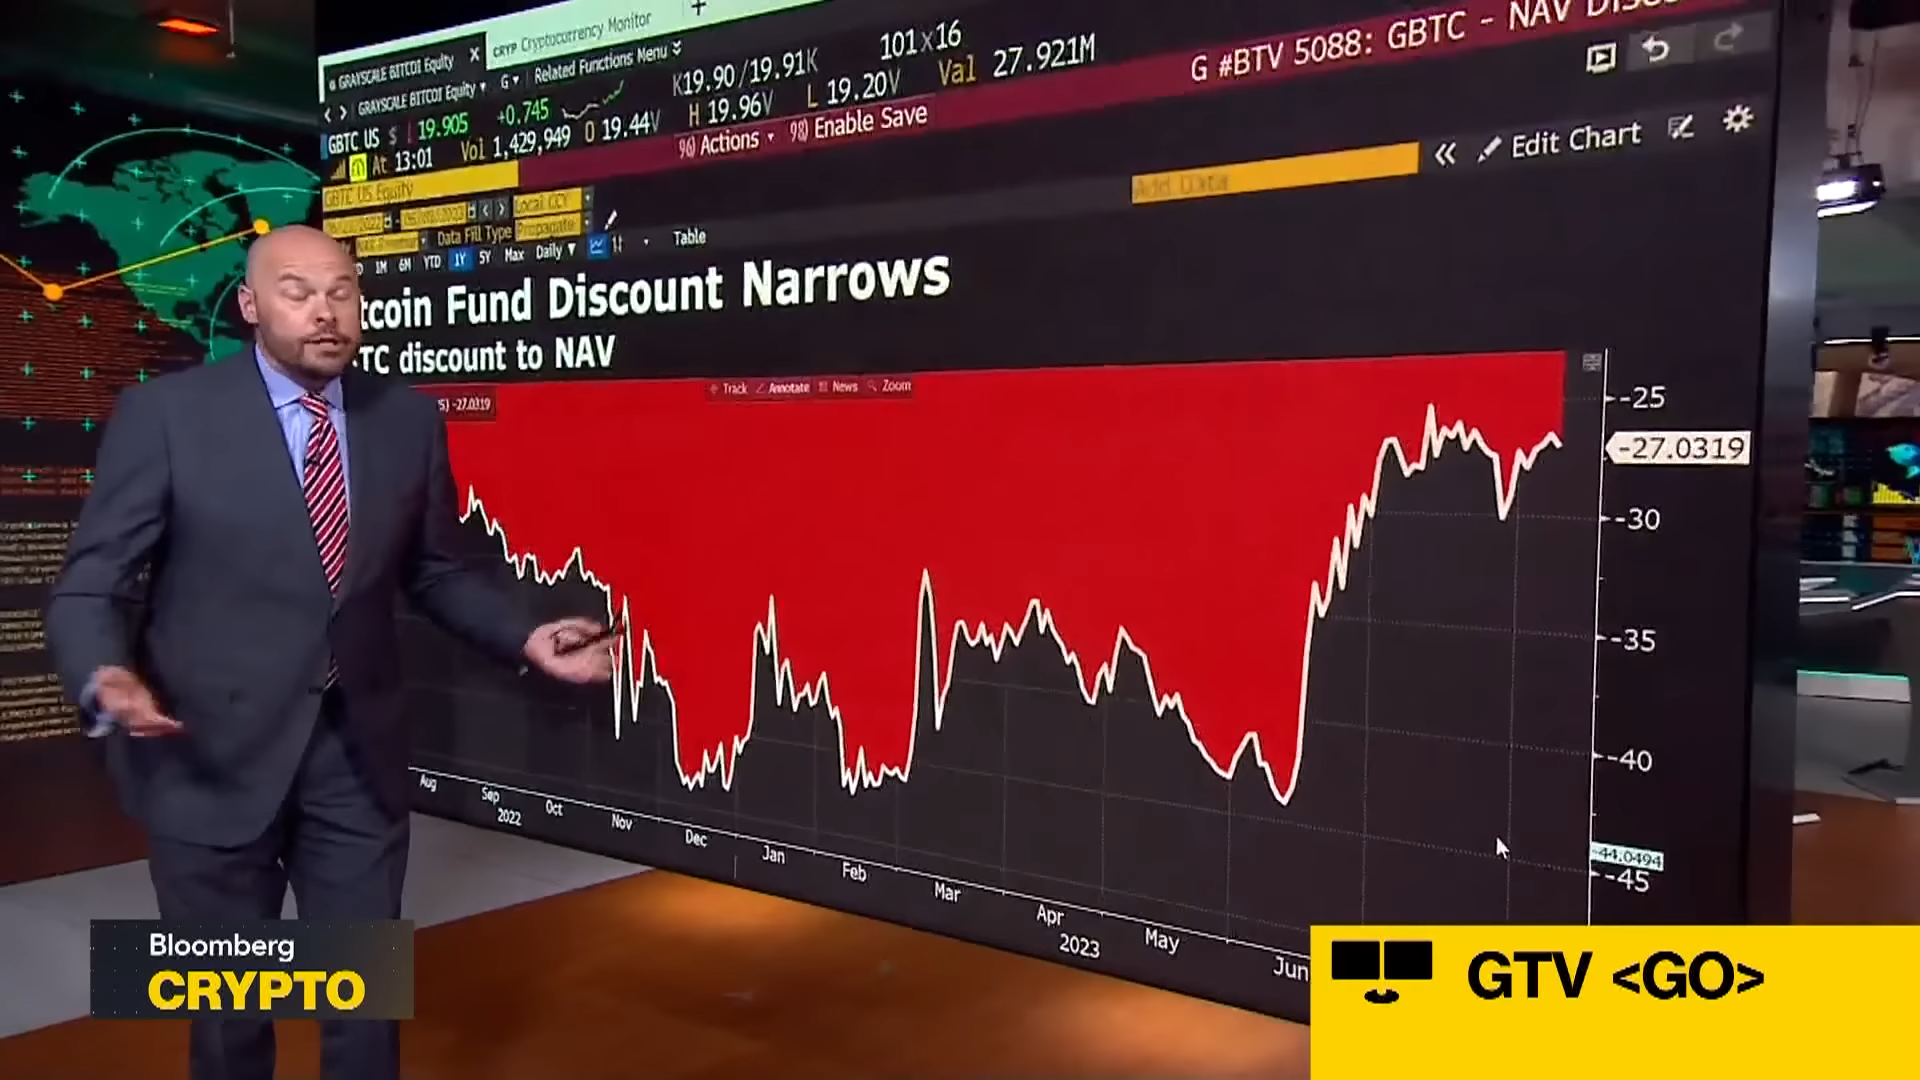 GRAYSCALE BITCOI Equity X
CRYP Cryptocurrency Monitor +
< > GRAYSCALE BITCOI Equity G Related Functions Menu
GBTC US $ 19.905 +0.745 K19.90/19.91K 101x16
At 13:01 Vol 1,429,949 O 19.44V H 19.96V L 19.20V Val 27.921M
G #BTV 5088: GBTC - NAV
GBTC US Equity
96) Actions 98) Enable Save
Add Data « Edit Chart
Local CCY
Data Fill Type Propagate
1M 6M YTD 1Y 5Y Max Daily Table
tcoin Fund Discount Narrows
TC discount to NAV
-27.0319
Track Annotate News Zoom
-25
-27.0319
-30
-35
-40
-44.0494
-45
Aug Sep Oct Nov Dec Jan Feb Mar Apr May Jun
2022 2023
Bloomberg
CRYPTO
GTV <GO>